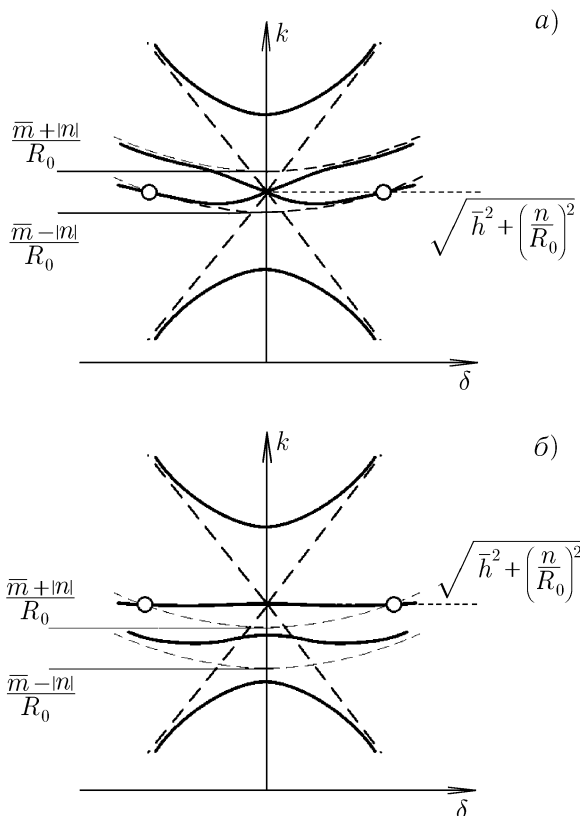 а)
k
m̅ + |n|
R₀
m̅ − |n|
R₀
√(h̅² + (n/R₀)²)
δ
б)
k
√(h̅² + (n/R₀)²)
m̅ + |n|
R₀
m̅ − |n|
R₀
δ